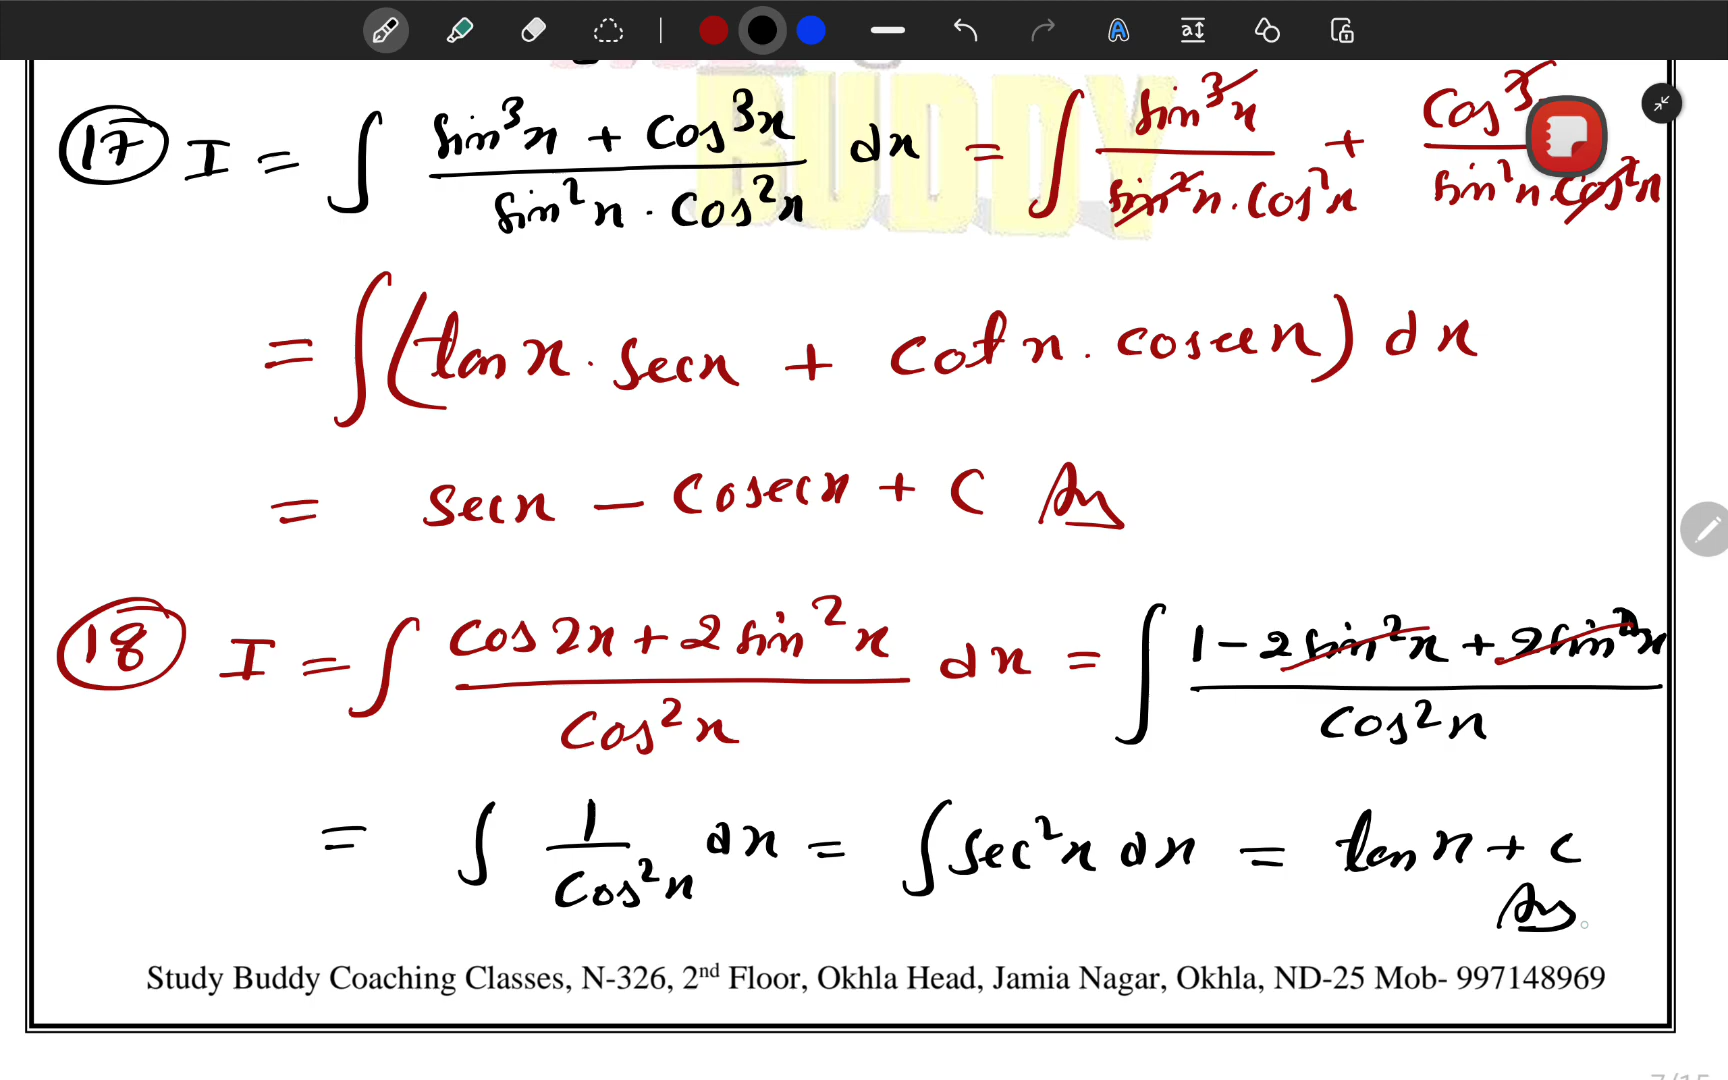 BUDDY
(17) I = ∫ (sin³x + cos³x)/(sin²x · cos²x) dx = ∫ sin³x/(sin²x · cos²x) + cos³/(sin²x cos²x)
= ∫(tan x · sec x + cot x · cosec x) dx
= sec x − cosec x + c Ans
(18) I = ∫ (cos 2x + 2 sin²x)/(cos²x) dx = ∫ (1 − 2 sin²x + 2 sin²x)/(cos²x)
= ∫ 1/(cos²x) dx = ∫ sec²x dx = tan x + c
Ans
Study Buddy Coaching Classes, N-326, 2nd Floor, Okhla Head, Jamia Nagar, Okhla, ND-25 Mob- 997148969